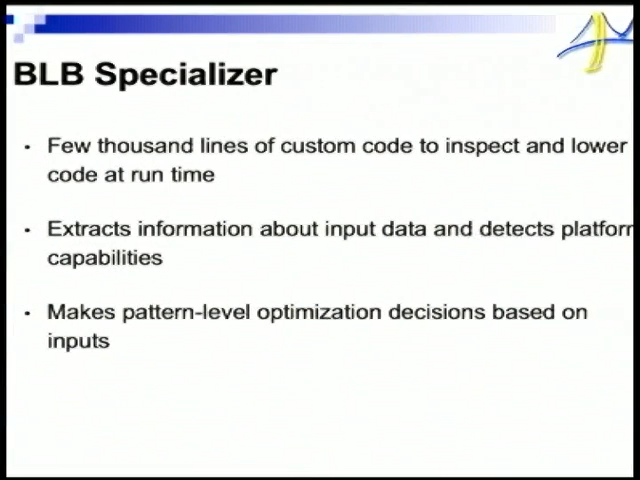 BLB Specializer
• Few thousand lines of custom code to inspect and lower
code at run time
• Extracts information about input data and detects platform
capabilities
• Makes pattern-level optimization decisions based on
inputs